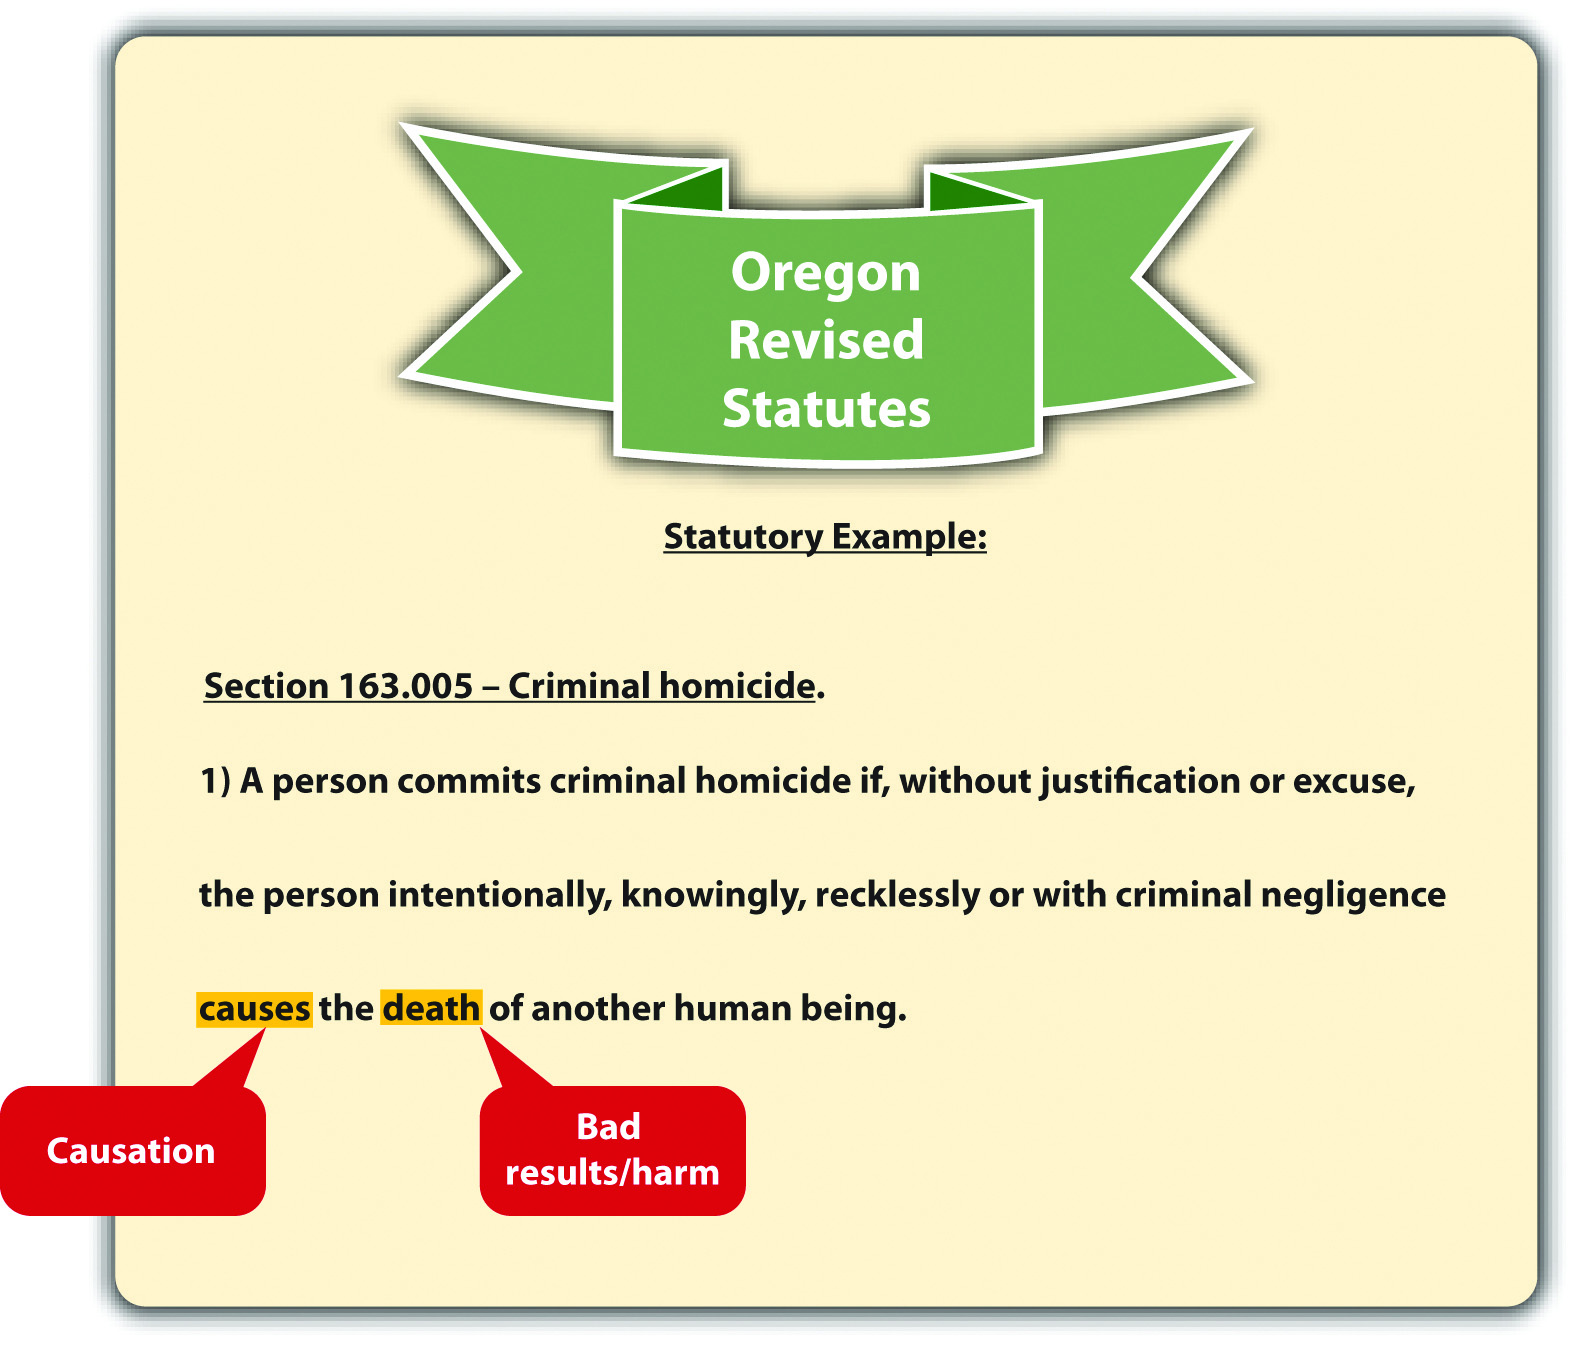 Oregon
Revised
Statutes
Statutory Example:
Section 163.005 – Criminal homicide.
1) A person commits criminal homicide if, without justification or excuse,
the person intentionally, knowingly, recklessly or with criminal negligence
causes the death of another human being.
Causation
Bad
results/harm